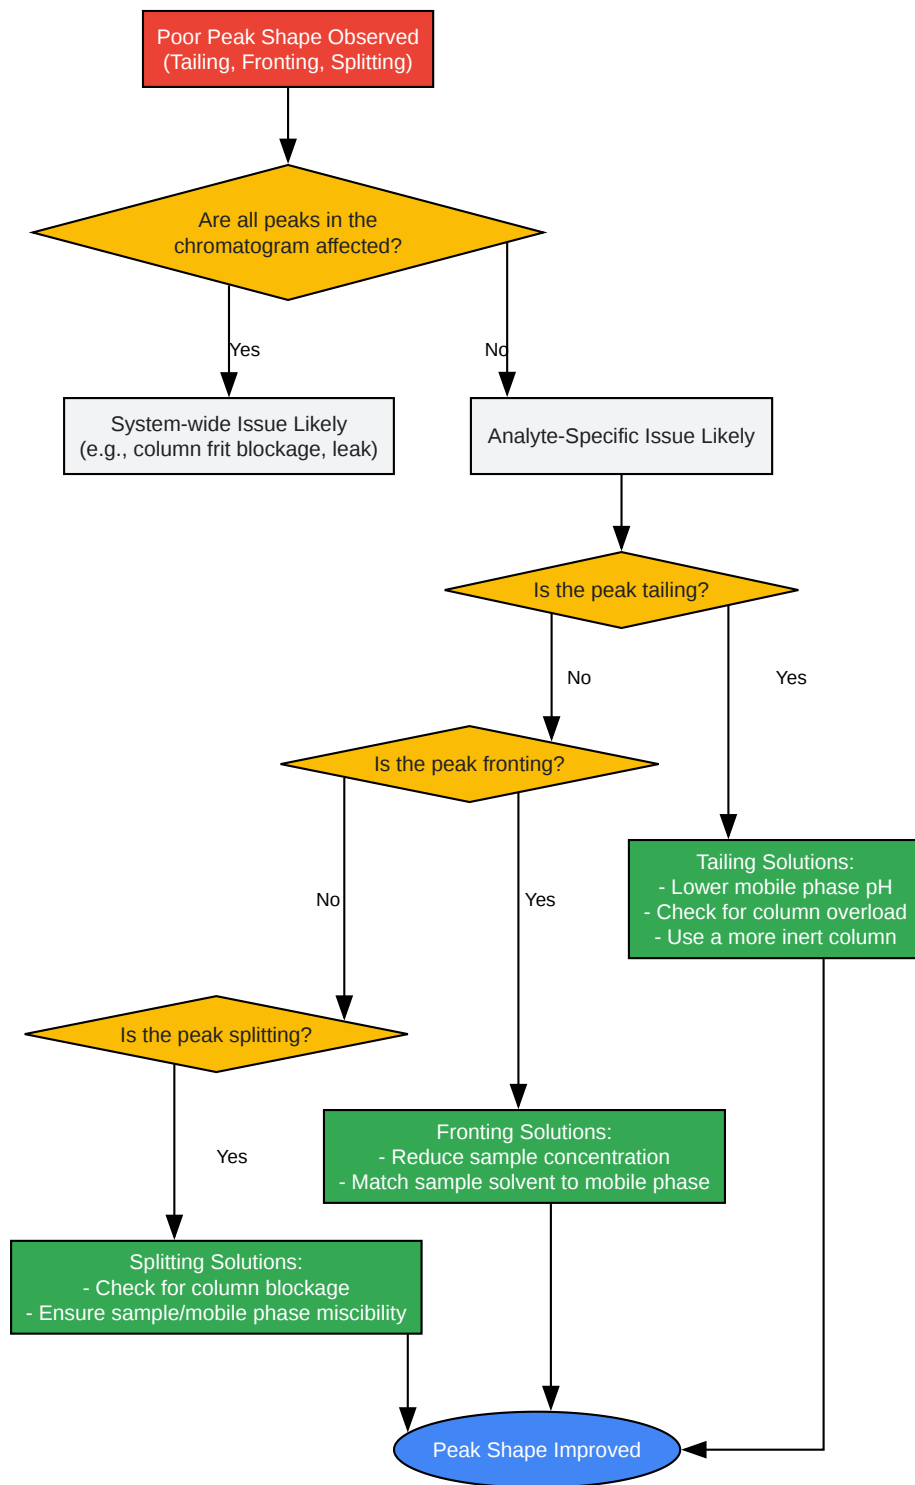 Poor Peak Shape Observed
(Tailing, Fronting, Splitting)
Are all peaks in the
chromatogram affected?
Yes
No
System-wide Issue Likely
(e.g., column frit blockage, leak)
Analyte-Specific Issue Likely
Is the peak tailing?
No
Yes
Is the peak fronting?
Tailing Solutions:
- Lower mobile phase pH
- Check for column overload
- Use a more inert column
No
Yes
Is the peak splitting?
Fronting Solutions:
- Reduce sample concentration
- Match sample solvent to mobile phase
Yes
Splitting Solutions:
- Check for column blockage
- Ensure sample/mobile phase miscibility
Peak Shape Improved